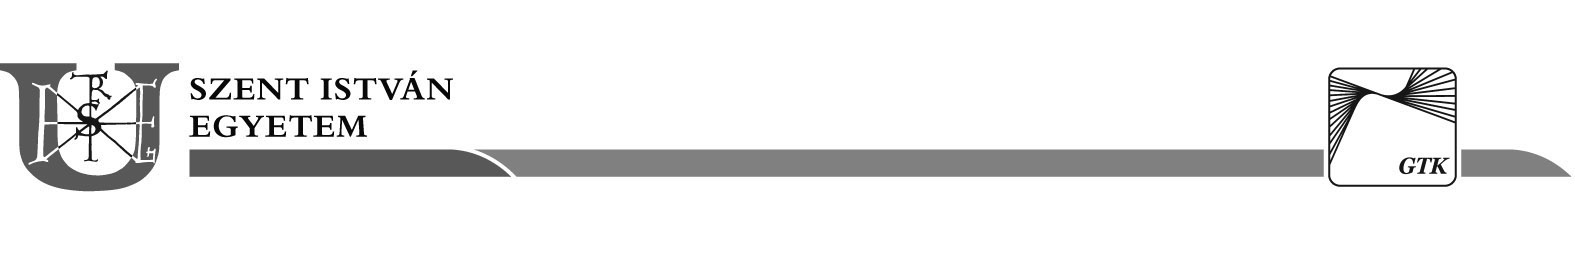 SZENT ISTVÁN
EGYETEM
GTK